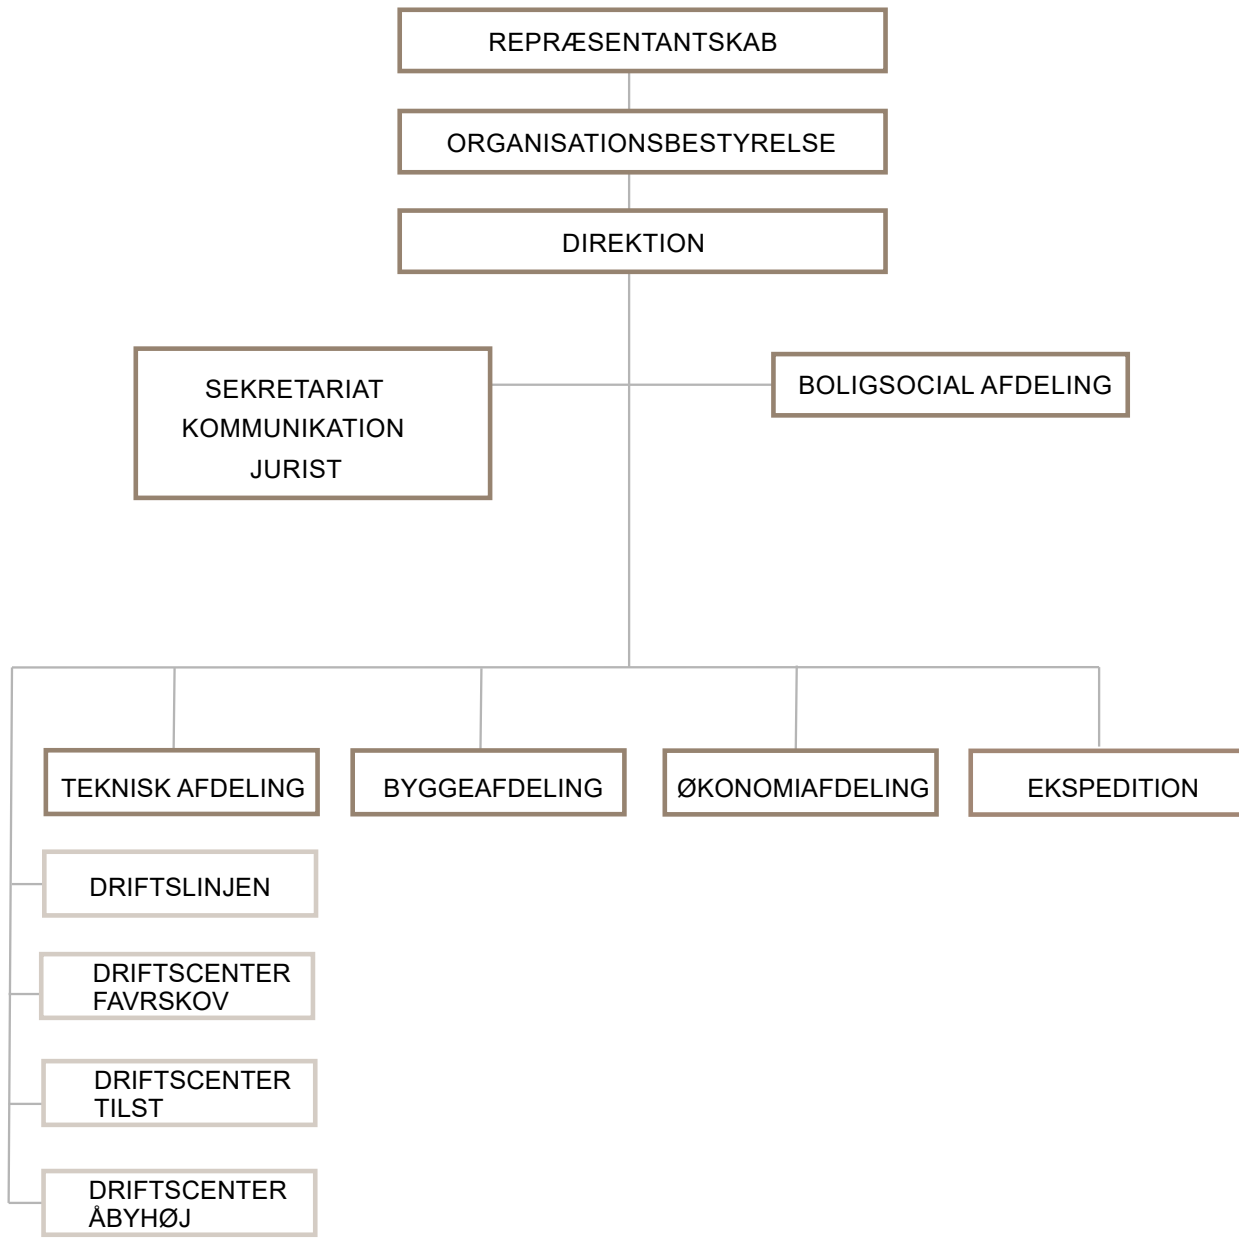 REPRÆSENTANTSKAB
ORGANISATIONSBESTYRELSE
DIREKTION
SEKRETARIAT
KOMMUNIKATION
JURIST
BOLIGSOCIAL AFDELING
TEKNISK AFDELING
BYGGEAFDELING
ØKONOMIAFDELING
EKSPEDITION
DRIFTSLINJEN
DRIFTSCENTER
FAVRSKOV
DRIFTSCENTER
TILST
DRIFTSCENTER
ÅBYHØJ